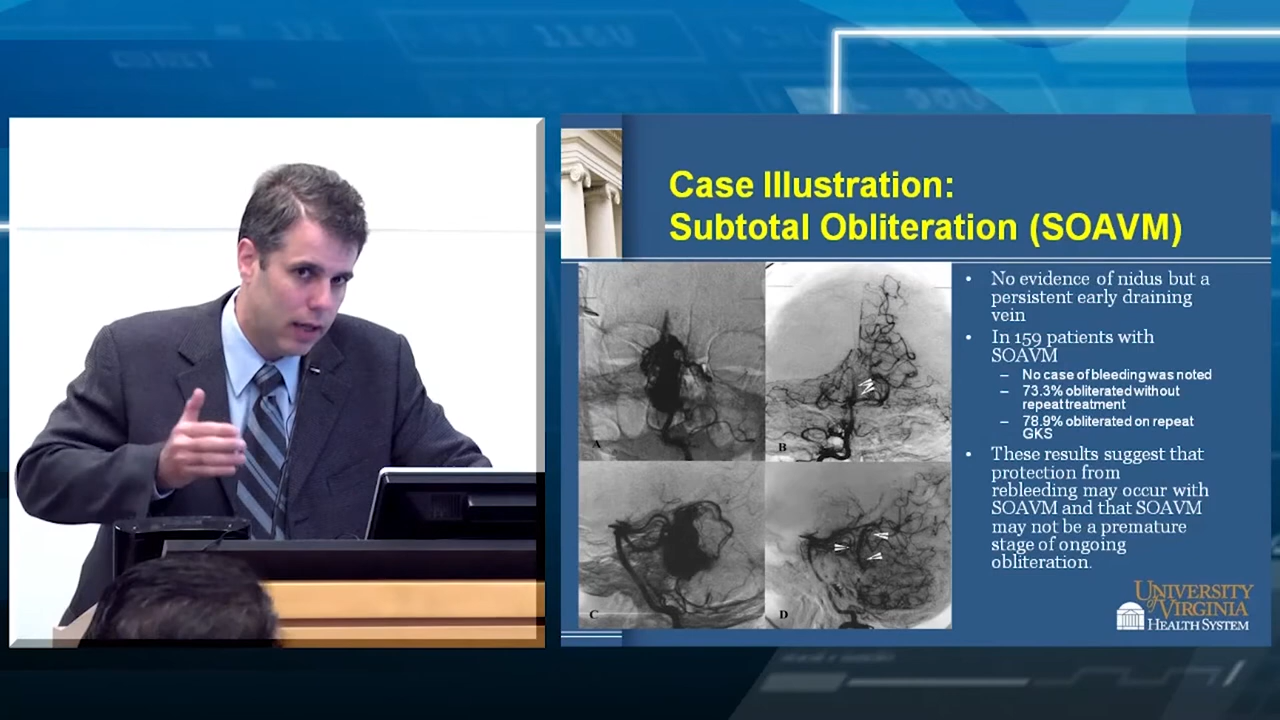 Case Illustration:
Subtotal Obliteration (SOAVM)
• No evidence of nidus but a
persistent early draining
vein
• In 159 patients with
SOAVM
– No case of bleeding was noted
– 73.3% obliterated without
repeat treatment
– 78.9% obliterated on repeat
GKS
• These results suggest that
protection from
rebleeding may occur with
SOAVM and that SOAVM
may not be a premature
stage of ongoing
obliteration.
A
B
C
D
UNIVERSITY
of VIRGINIA
HEALTH SYSTEM